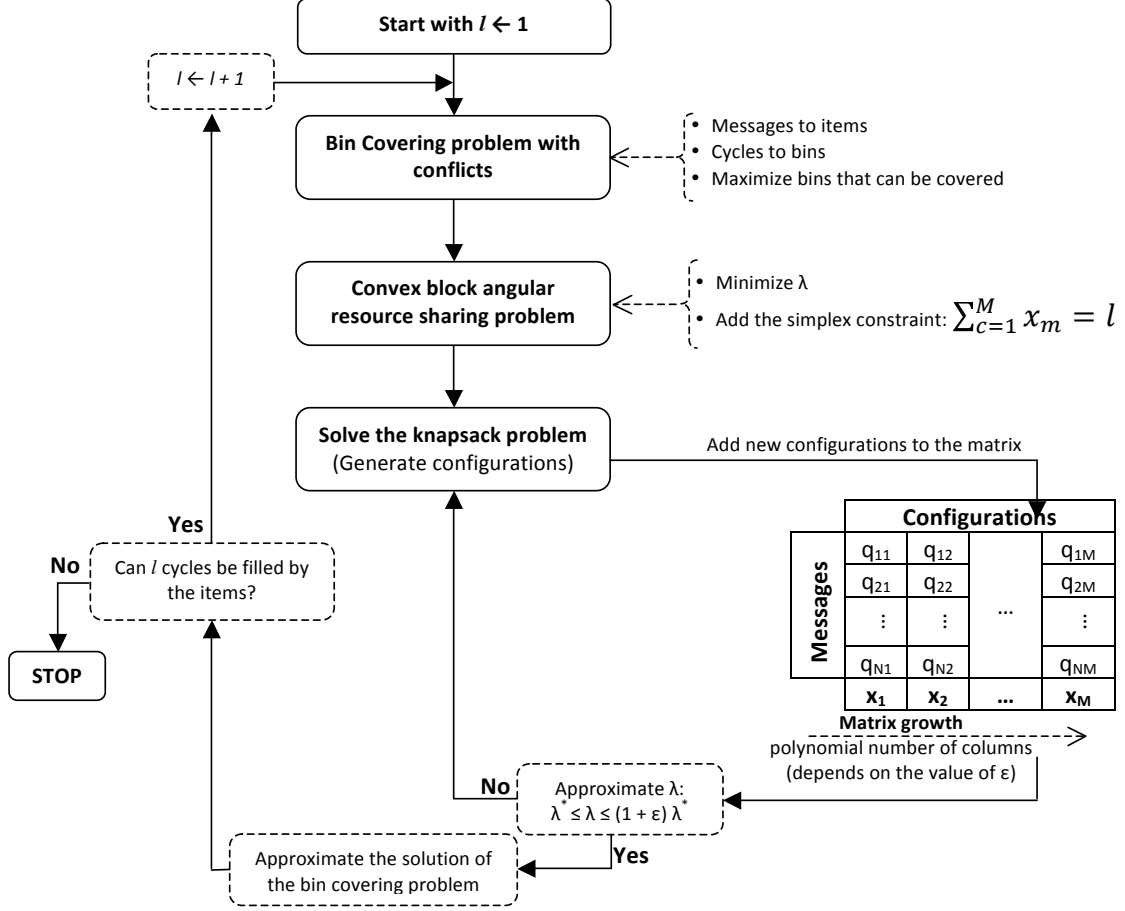 Start with l ← 1
l ← l + 1
Bin Covering problem with
conflicts
• Messages to items
• Cycles to bins
• Maximize bins that can be covered
Convex block angular
resource sharing problem
• Minimize λ
• Add the simplex constraint: ∑_{c=1}^{M} x_m = l
Solve the knapsack problem
(Generate configurations)
Add new configurations to the matrix
Configurations
Messages
q₁₁ q₁₂ ... q₁M
q₂₁ q₂₂ q₂M
⋮ ⋮ ⋮
qN1 qN2 qNM
x₁ x₂ ... xM
Matrix growth
polynomial number of columns
(depends on the value of ε)
Approximate λ:
λ* ≤ λ ≤ (1 + ε) λ*
No
Yes
Approximate the solution of
the bin covering problem
Can l cycles be filled by
the items?
Yes
No
STOP